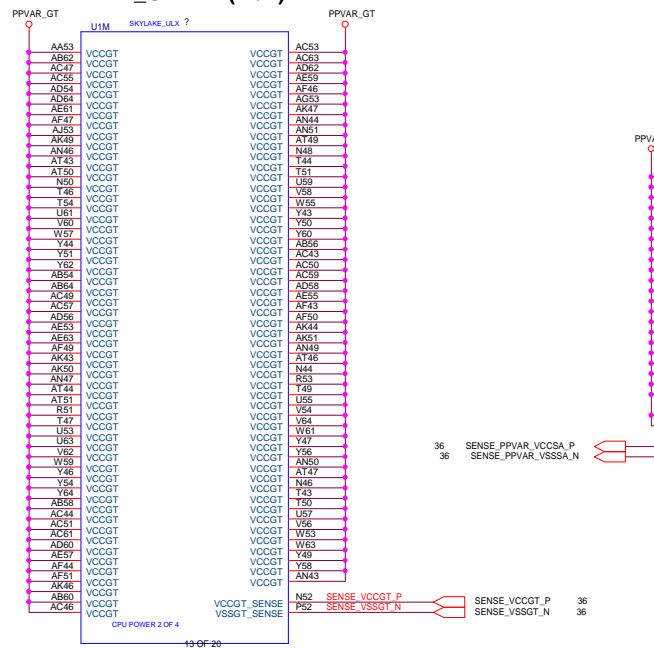 PPVAR_GT PPVAR_GT
U1M SKYLAKE_ULX ?
AA53 VCCGT VCCGT AC53
AB62 VCCGT VCCGT AC63
AC47 VCCGT VCCGT AD62
AC55 VCCGT VCCGT AE59
AD54 VCCGT VCCGT AF46
AD64 VCCGT VCCGT AG53
AE61 VCCGT VCCGT AK47
AF47 VCCGT VCCGT AN44
AJ53 VCCGT VCCGT AN51
AK49 VCCGT VCCGT AT49
AN46 VCCGT VCCGT N48
AT43 VCCGT VCCGT T44
AT50 VCCGT VCCGT T51
N50 VCCGT VCCGT U59
T46 VCCGT VCCGT V58
T54 VCCGT VCCGT W55
U61 VCCGT VCCGT Y43
V60 VCCGT VCCGT Y50
W57 VCCGT VCCGT Y60
Y44 VCCGT VCCGT AB56
Y51 VCCGT VCCGT AC43
Y62 VCCGT VCCGT AC50
AB54 VCCGT VCCGT AC59
AB64 VCCGT VCCGT AD58
AC49 VCCGT VCCGT AE55
AC57 VCCGT VCCGT AF43
AD56 VCCGT VCCGT AF50
AE53 VCCGT VCCGT AK44
AE63 VCCGT VCCGT AK51
AF49 VCCGT VCCGT AN49
AK43 VCCGT VCCGT AT46
AK50 VCCGT VCCGT N44
AN47 VCCGT VCCGT R53
AT44 VCCGT VCCGT T49
AT51 VCCGT VCCGT U55
R51 VCCGT VCCGT V54
T47 VCCGT VCCGT V64
U53 VCCGT VCCGT W61
U63 VCCGT VCCGT Y47
V62 VCCGT VCCGT Y56
W59 VCCGT VCCGT AN50
Y46 VCCGT VCCGT AT47
Y54 VCCGT VCCGT N46
Y64 VCCGT VCCGT T43
AB58 VCCGT VCCGT T50
AC44 VCCGT VCCGT U57
AC51 VCCGT VCCGT V56
AC61 VCCGT VCCGT W53
AD60 VCCGT VCCGT W63
AE57 VCCGT VCCGT Y49
AF44 VCCGT VCCGT Y58
AF51 VCCGT VCCGT AN43
AK46 VCCGT
AB60 VCCGT VCCGT_SENSE N52 SENSE_VCCGT_P SENSE_VCCGT_P 36
AC46 VCCGT VSSGT_SENSE P52 SENSE_VSSGT_N SENSE_VSSGT_N 36
CPU POWER 2 OF 4
13 OF 20
36 SENSE_PPVAR_VCCSA_P
36 SENSE_PPVAR_VSSSA_N